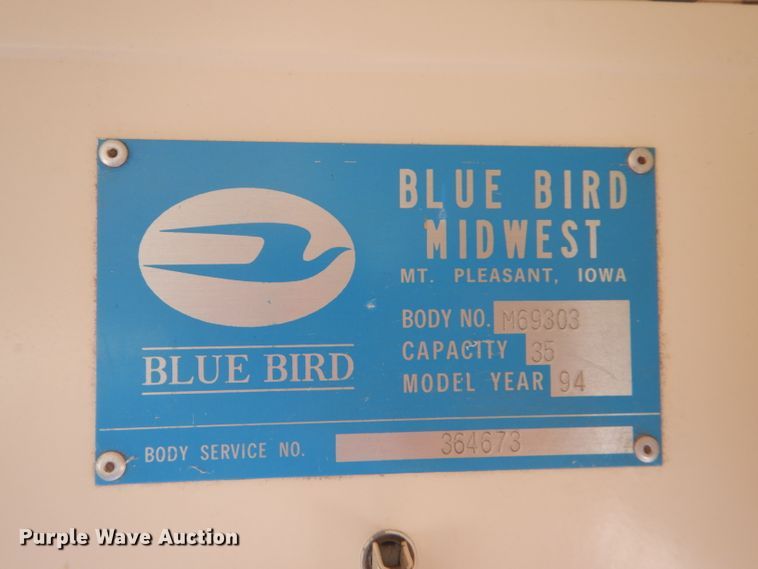 BLUE BIRD
MIDWEST
MT. PLEASANT, IOWA
BODY NO. M69303
CAPACITY 35
MODEL YEAR 94
BLUE BIRD
BODY SERVICE NO. 364673
Purple Wave Auction